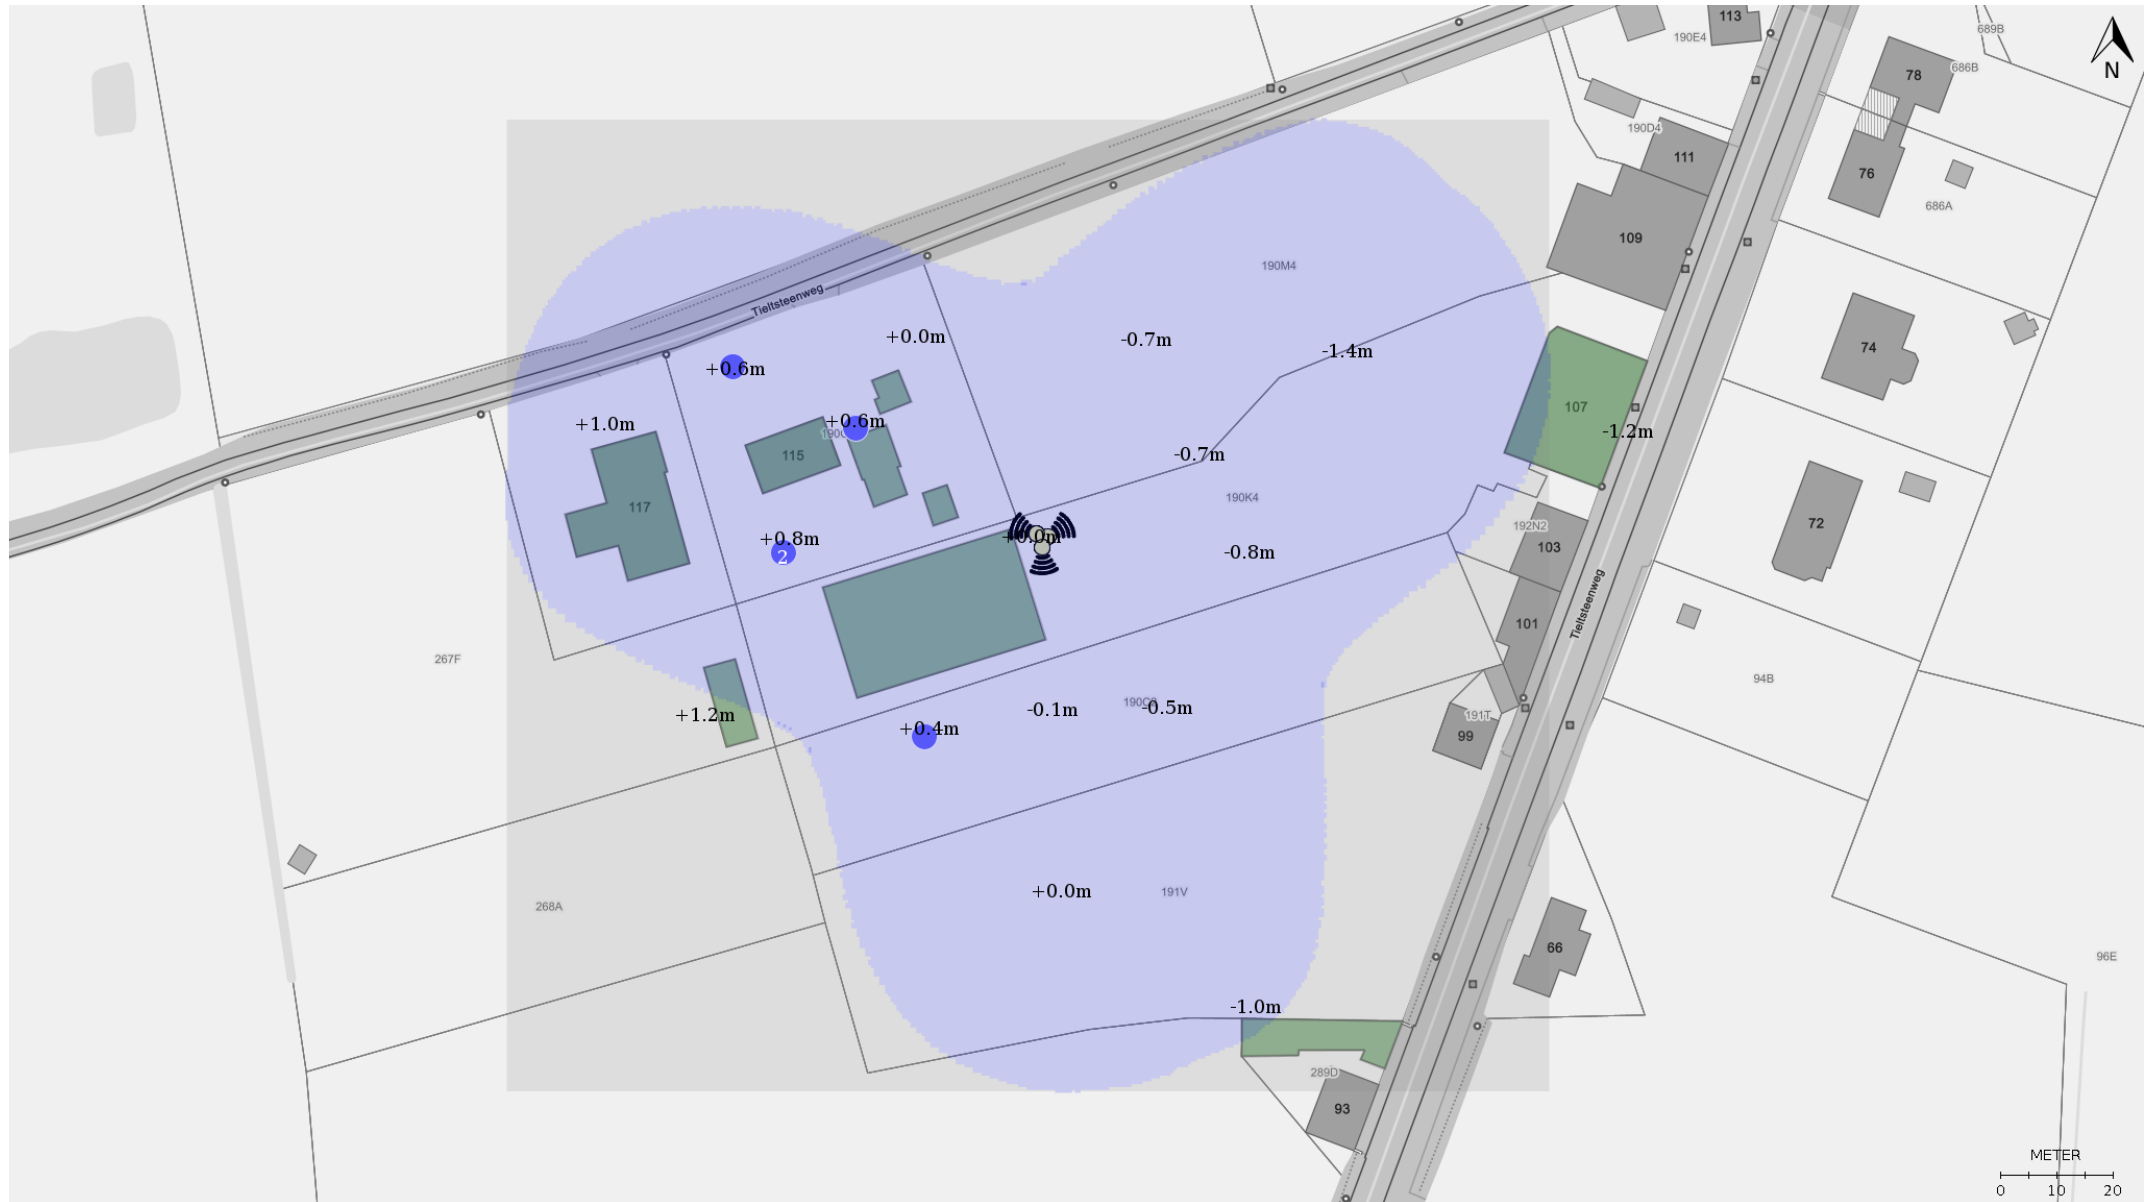 113
190E4
689B
686B
78
N
190D4
111
76
686A
109
190M4
Tieltsteenweg
+0.0m
-0.7m
-1.4m
74
+0.6m
107
+1.0m
+0.6m
-1.2m
115
-0.7m
190K4
117
72
192N2
+0.8m
2
+0.0m
-0.8m
103
Tieltsteenweg
101
267F
94B
+1.2m
-0.1m
-0.5m
191T
+0.4m
99
+0.0m
191V
268A
66
96E
-1.0m
289D
93
METER
0 10 20